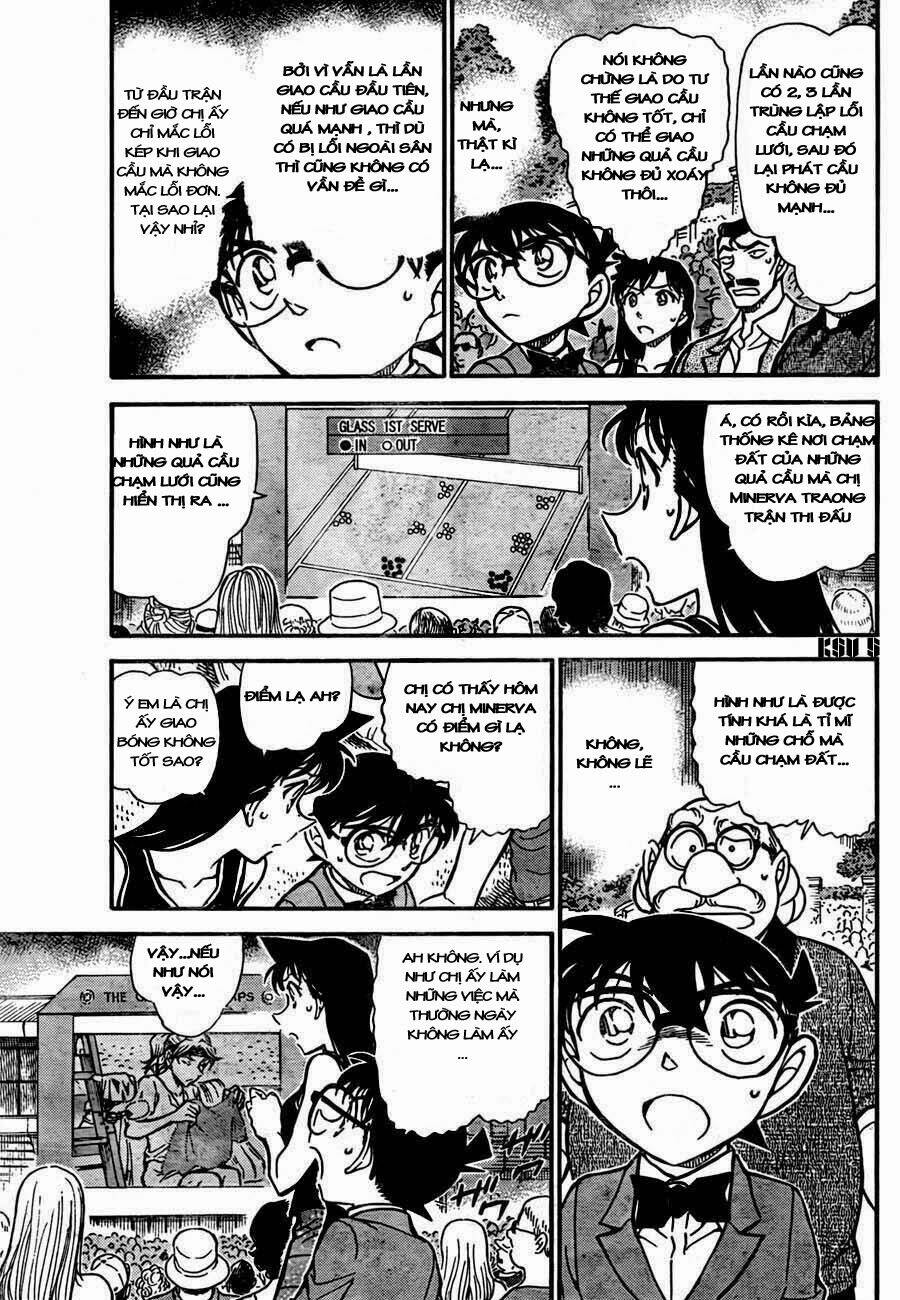 LẦN NÀO CŨNG
CÓ 2, 3 LẦN
TRÙNG LẬP LỖI
CẦU CHẠM
LƯỚI, SAU ĐÓ
LẠI PHÁT CẦU
KHÔNG ĐỦ
MẠNH...
NÓI KHÔNG
CHỪNG LÀ DO TƯ
THẾ GIAO CẦU
KHÔNG TỐT, CHỈ
CÓ THỂ GIAO
NHỮNG QUẢ CẦU
KHÔNG ĐỦ XOÁY
THÔI.
NHƯNG
MÀ,
THẬT KÌ
LẠ...
BỞI VÌ VẪN LÀ LẦN
GIAO CẦU ĐẦU TIÊN,
NẾU NHƯ GIAO CẦU
QUÁ MẠNH , THÌ DÙ
CÓ BỊ LỖI NGOÀI SÂN
THÌ CŨNG KHÔNG CÓ
VẤN ĐỀ GÌ...
TỪ ĐẦU TRẬN
ĐẾN GIỜ CHỊ ẤY
CHỈ MẮC LỖI
KÉP KHI GIAO
CẦU MÀ KHÔNG
MẮC LỖI ĐƠN.
TẠI SAO LẠI
VẬY NHỈ?
Á, CÓ RỒI KÌA, BẢNG
THỐNG KÊ NƠI CHẠM
ĐẤT CỦA NHỮNG
QUẢ CẦU MÀ CHỊ
MINERVA TRAONG
TRẬN THI ĐẤU
GLASS 1ST SERVE
●IN ○OUT
HÌNH NHƯ LÀ
NHỮNG QUẢ CẦU
CHẠM LƯỚI CŨNG
HIỂN THỊ RA ...
KSV 5
HÌNH NHƯ LÀ ĐƯỢC
TÍNH KHÁ LÀ TỈ MĨ
NHỮNG CHỖ MÀ
CẦU CHẠM ĐẤT...
KHÔNG,
KHÔNG LẼ
...
CHỊ CÓ THẤY HÔM
NAY CHỊ MINERVA
CÓ ĐIỂM GÌ LẠ
KHÔNG?
ĐIỂM LẠ AH?
Ý EM LÀ CHỊ
ẤY GIAO
BÓNG KHÔNG
TỐT SAO?
AH KHÔNG. VÍ DỤ
NHƯ CHỊ ẤY LÀM
NHỮNG VIỆC MÀ
THƯỜNG NGÀY
KHÔNG LÀM ẤY
...
VẬY...NẾU
NHƯ NÓI
VẬY...
THE